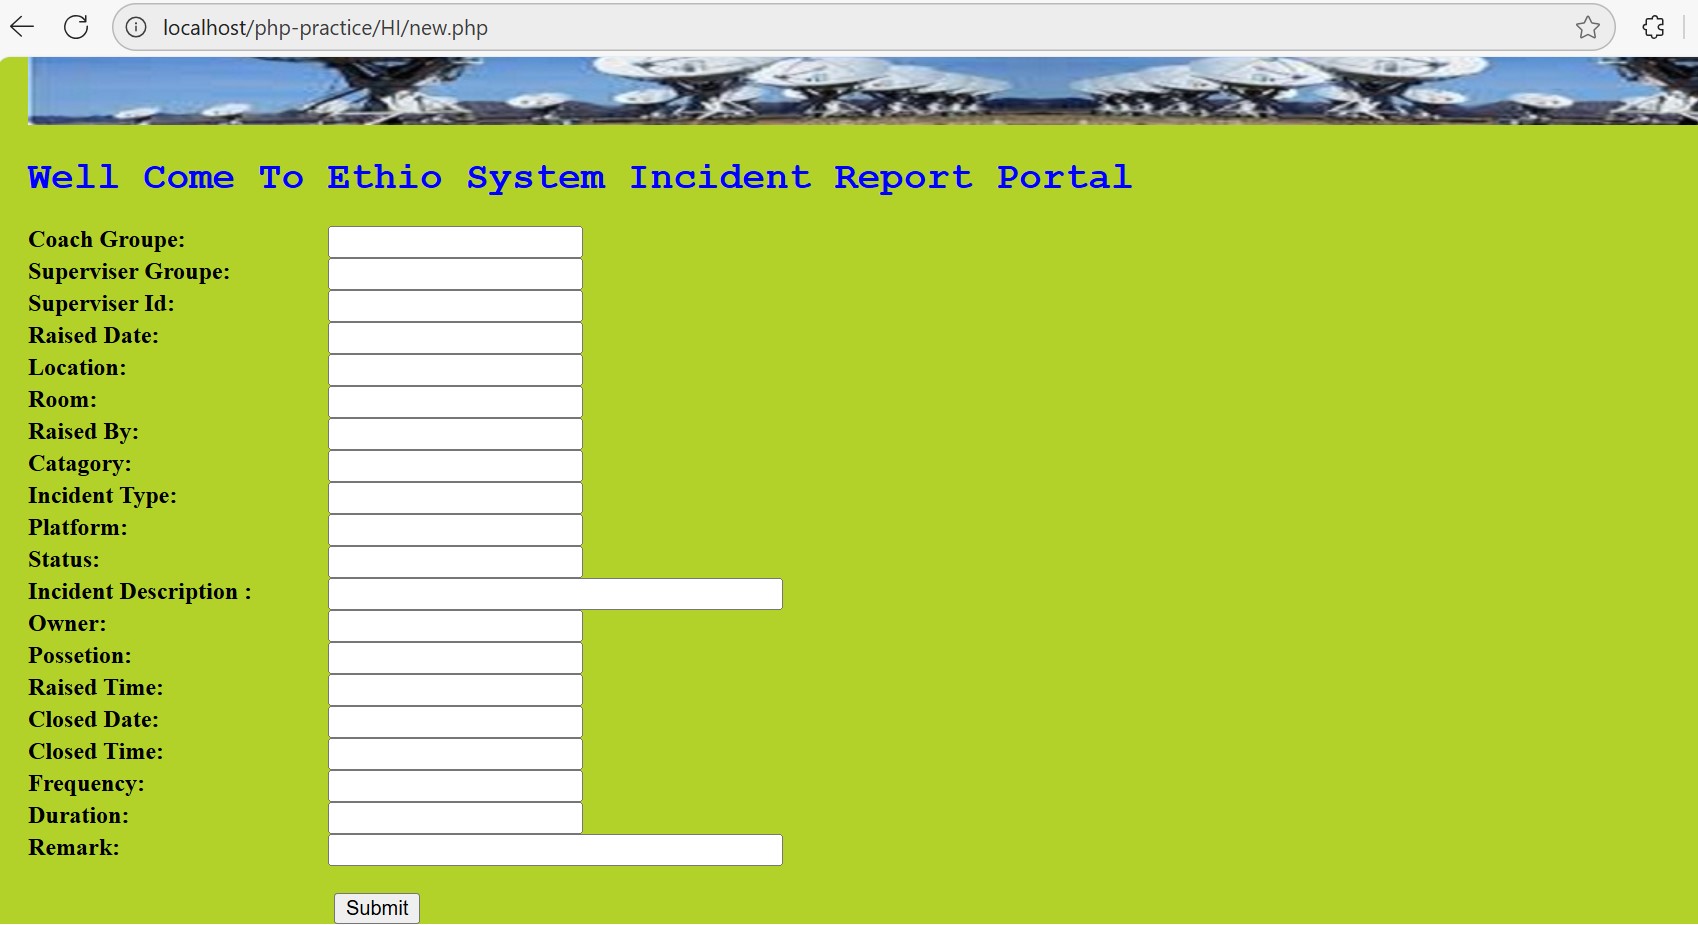 localhost/php-practice/HI/new.php
Well Come To Ethio System Incident Report Portal
Coach Groupe:
Superviser Groupe:
Superviser Id:
Raised Date:
Location:
Room:
Raised By:
Catagory:
Incident Type:
Platform:
Status:
Incident Description :
Owner:
Possetion:
Raised Time:
Closed Date:
Closed Time:
Frequency:
Duration:
Remark:
Submit